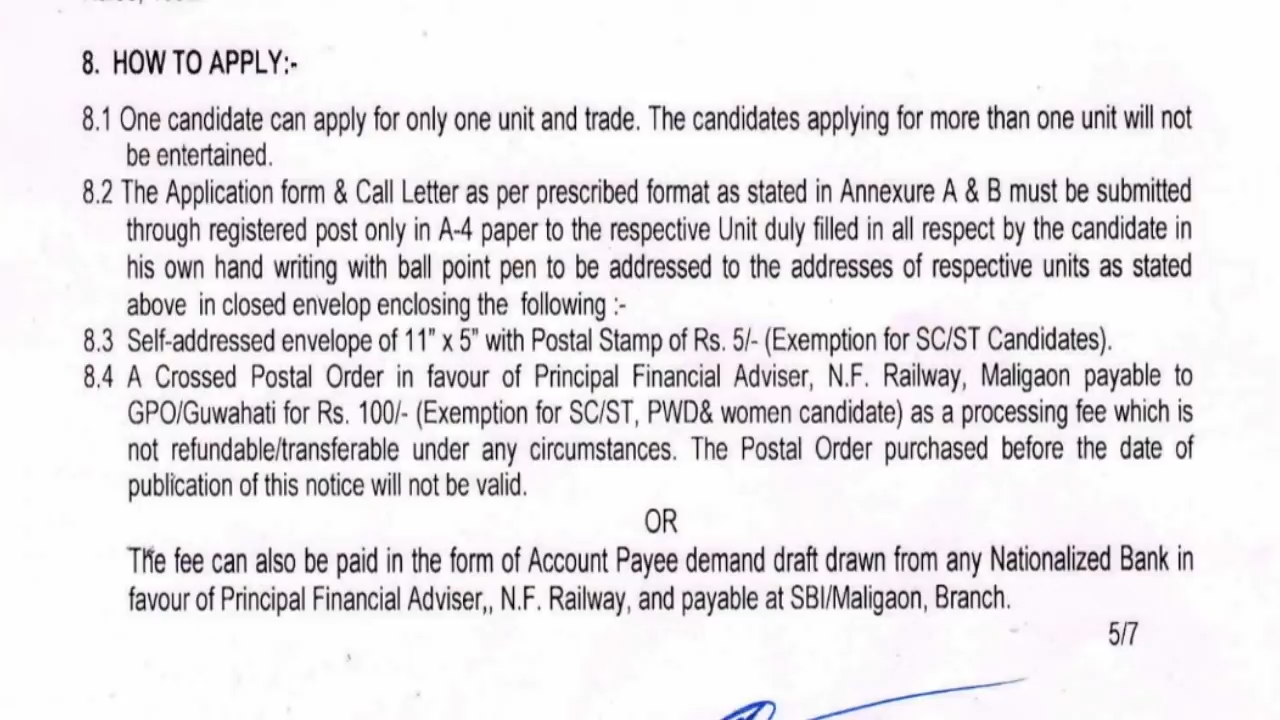 8. HOW TO APPLY:-
8.1 One candidate can apply for only one unit and trade. The candidates applying for more than one unit will not
be entertained.
8.2 The Application form & Call Letter as per prescribed format as stated in Annexure A & B must be submitted
through registered post only in A-4 paper to the respective Unit duly filled in all respect by the candidate in
his own hand writing with ball point pen to be addressed to the addresses of respective units as stated
above in closed envelop enclosing the following :-
8.3 Self-addressed envelope of 11" x 5" with Postal Stamp of Rs. 5/- (Exemption for SC/ST Candidates).
8.4 A Crossed Postal Order in favour of Principal Financial Adviser, N.F. Railway, Maligaon payable to
GPO/Guwahati for Rs. 100/- (Exemption for SC/ST, PWD& women candidate) as a processing fee which is
not refundable/transferable under any circumstances. The Postal Order purchased before the date of
publication of this notice will not be valid.
OR
The fee can also be paid in the form of Account Payee demand draft drawn from any Nationalized Bank in
favour of Principal Financial Adviser,, N.F. Railway, and payable at SBI/Maligaon, Branch.
5/7